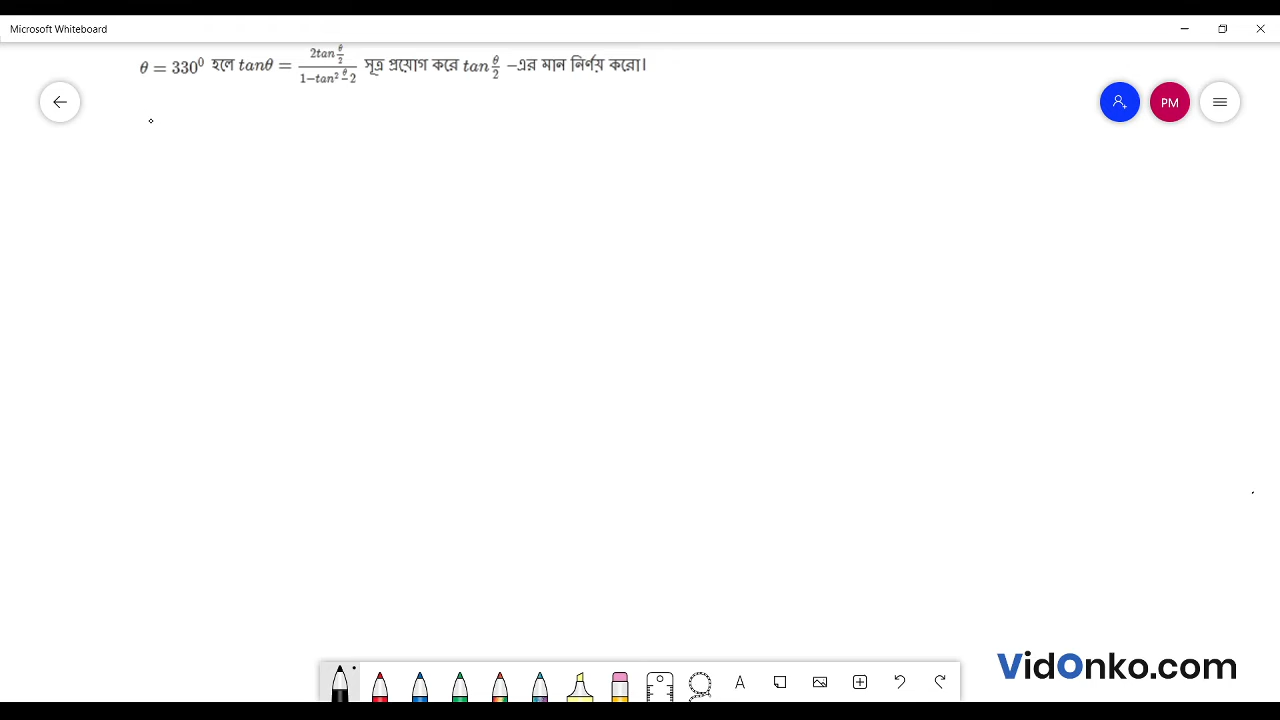 Microsoft Whiteboard
θ = 330⁰ হলে tanθ = 2tan θ/2 / 1−tan² θ/−2 সূত্র প্রয়োগ করে tan θ/2 −এর মান নির্ণয় করো।
PM
A
VidOnko.com